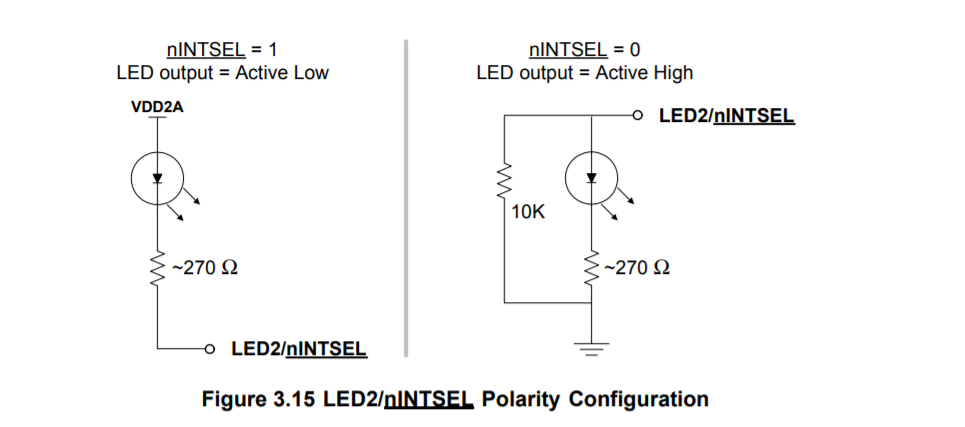 nINTSEL = 1
LED output = Active Low
VDD2A
~270 Ω
LED2/nINTSEL
nINTSEL = 0
LED output = Active High
LED2/nINTSEL
10K
~270 Ω
Figure 3.15 LED2/nINTSEL Polarity Configuration